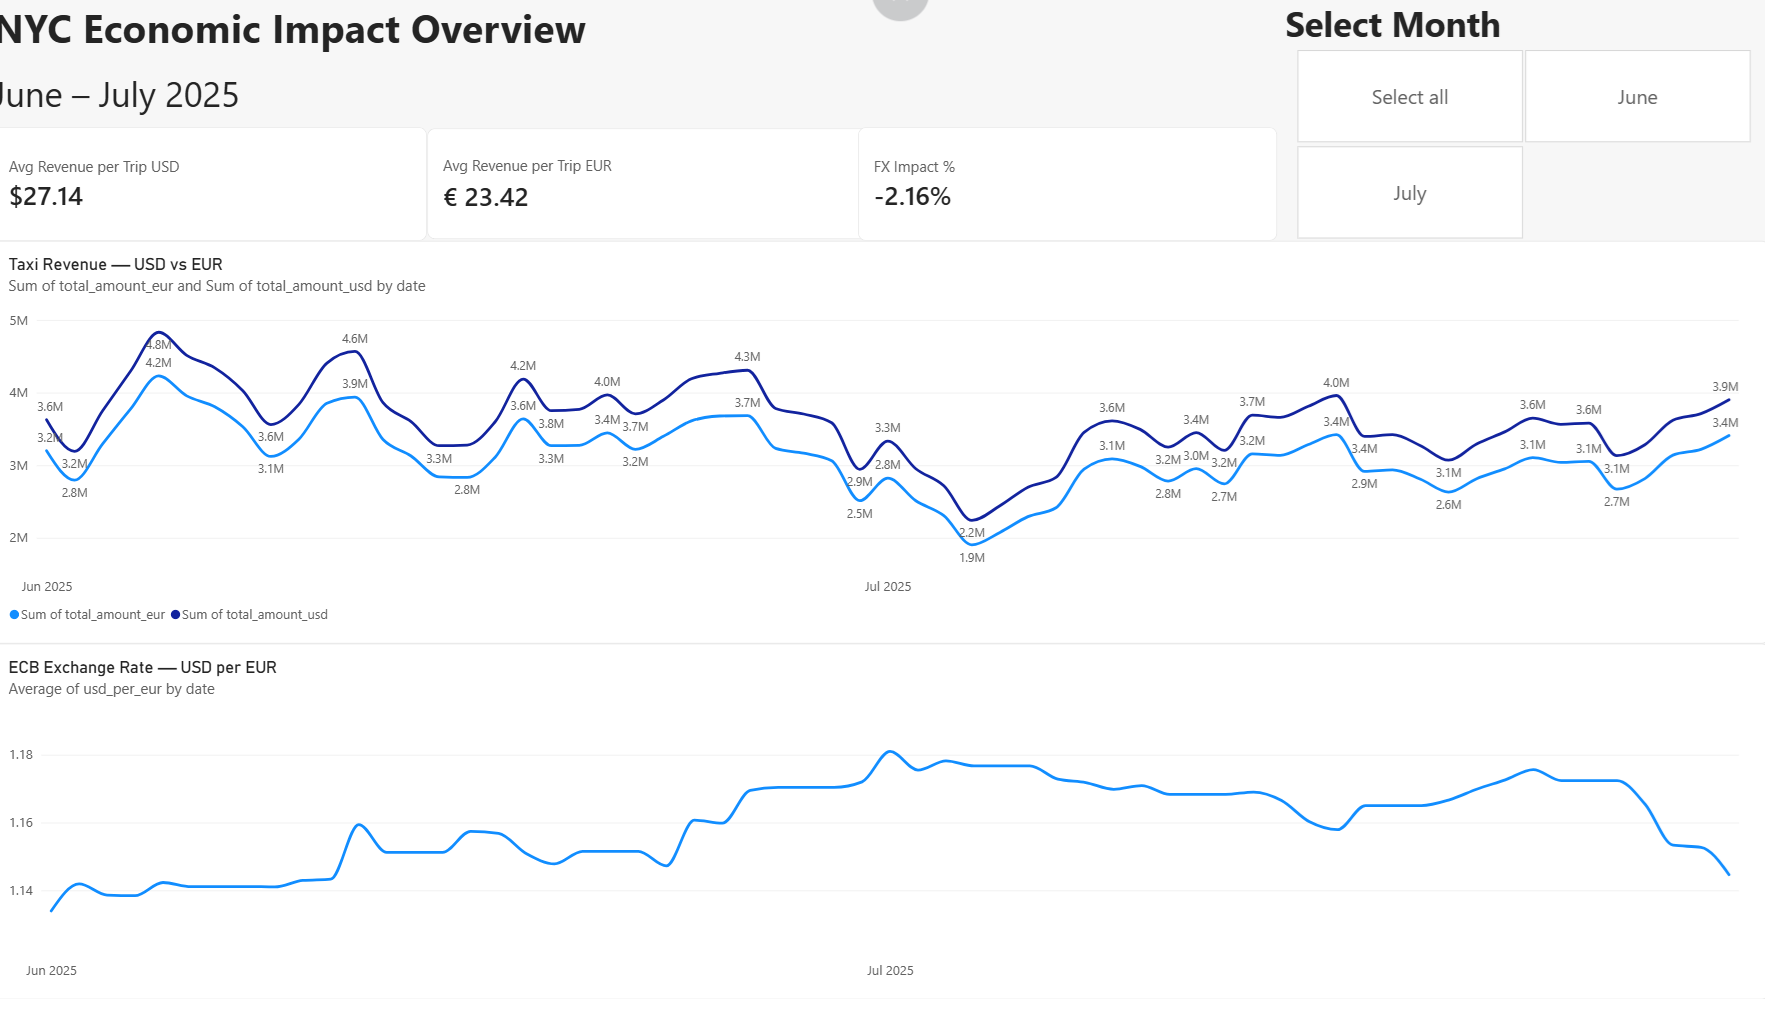 NYC Economic Impact Overview
June – July 2025
Select Month
Select all
June
July
Avg Revenue per Trip USD
$27.14
Avg Revenue per Trip EUR
€ 23.42
FX Impact %
-2.16%
Taxi Revenue — USD vs EUR
Sum of total_amount_eur and Sum of total_amount_usd by date
5M
4M
3M
2M
3.6M
3.2M
3.2M
2.8M
4.8M
4.2M
3.6M
3.1M
4.6M
3.9M
3.3M
2.8M
4.2M
3.6M
3.8M
3.3M
4.0M
3.4M
3.7M
3.2M
4.3M
3.7M
2.9M
2.5M
3.3M
2.8M
2.2M
1.9M
3.6M
3.1M
3.2M
2.8M
3.4M
3.0M
3.2M
2.7M
3.7M
3.2M
4.0M
3.4M
3.4M
2.9M
3.1M
2.6M
3.6M
3.1M
3.6M
3.1M
3.1M
2.7M
3.9M
3.4M
Jun 2025
Jul 2025
Sum of total_amount_eur Sum of total_amount_usd
ECB Exchange Rate — USD per EUR
Average of usd_per_eur by date
1.18
1.16
1.14
Jun 2025
Jul 2025